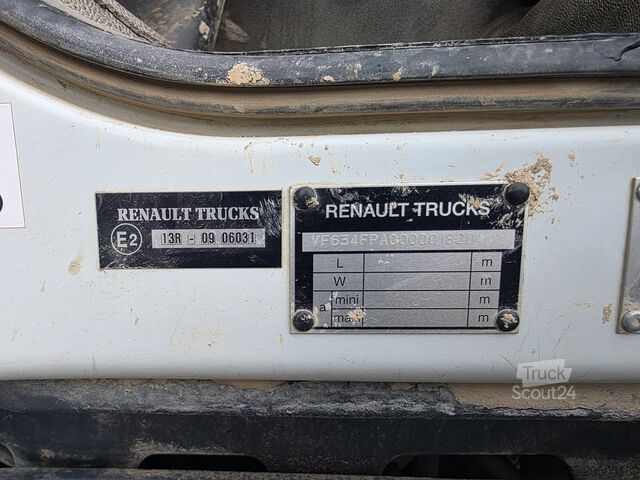 RENAULT TRUCKS
E2
13R - 09 06031
RENAULT TRUCKS
L m
W m
a mini m
m
Truck
Scout24